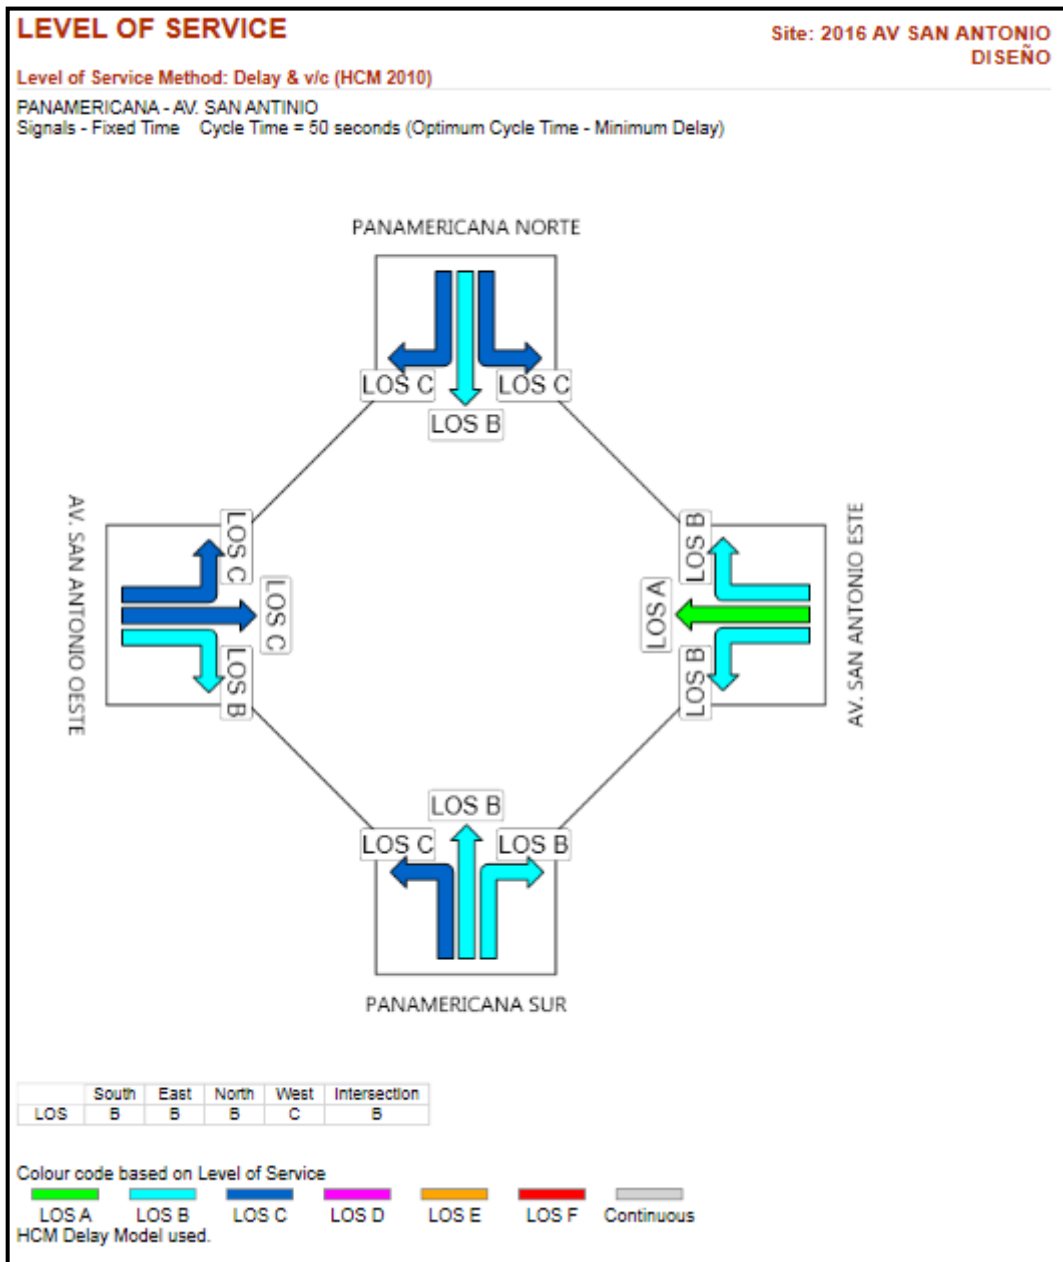 LEVEL OF SERVICE
Site: 2016 AV SAN ANTONIO
DISEÑO
Level of Service Method: Delay & v/c (HCM 2010)
PANAMERICANA - AV. SAN ANTINIO
Signals - Fixed Time    Cycle Time = 50 seconds (Optimum Cycle Time - Minimum Delay)
PANAMERICANA NORTE
LOS C
LOS C
LOS B
AV. SAN ANTONIO OESTE
LOS C
LOS C
LOS B
LOS B
LOS A
LOS B
AV. SAN ANTONIO ESTE
LOS B
LOS C
LOS B
PANAMERICANA SUR
South East North West Intersection
LOS B B B C B
Colour code based on Level of Service
LOS A LOS B LOS C LOS D LOS E LOS F Continuous
HCM Delay Model used.